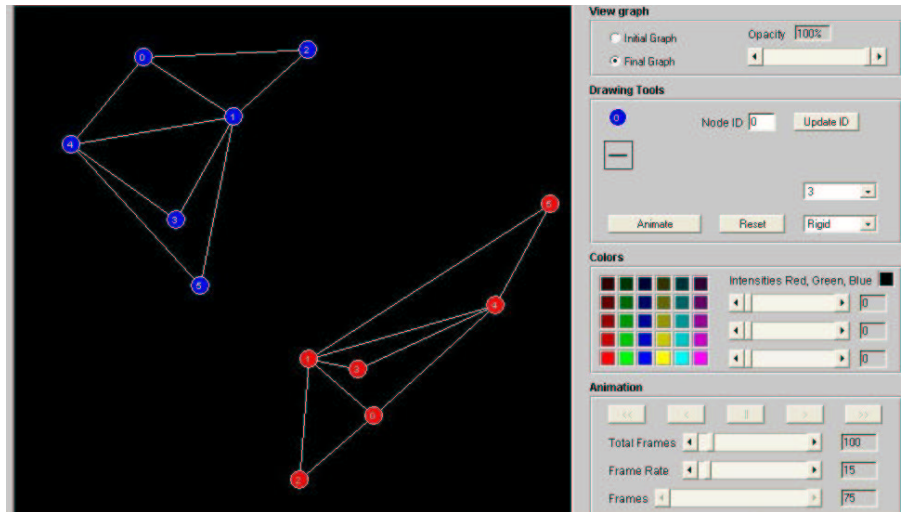 View graph
Initial Graph
Opacity 100%
Final Graph
Drawing Tools
0
Node ID 0 Update ID
3
Animate Reset Rigid
Colors
Intensities Red, Green, Blue
0
0
0
Animation
<< < || > >>
Total Frames 100
Frame Rate 15
Frames 75
0
2
1
4
3
5
5
4
1
3
0
2